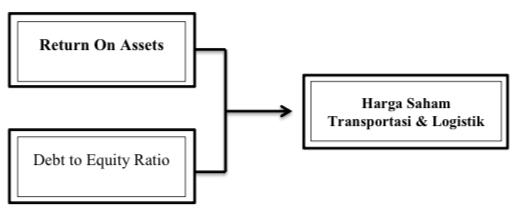 Return On Assets
Harga Saham
Transportasi & Logistik
Debt to Equity Ratio